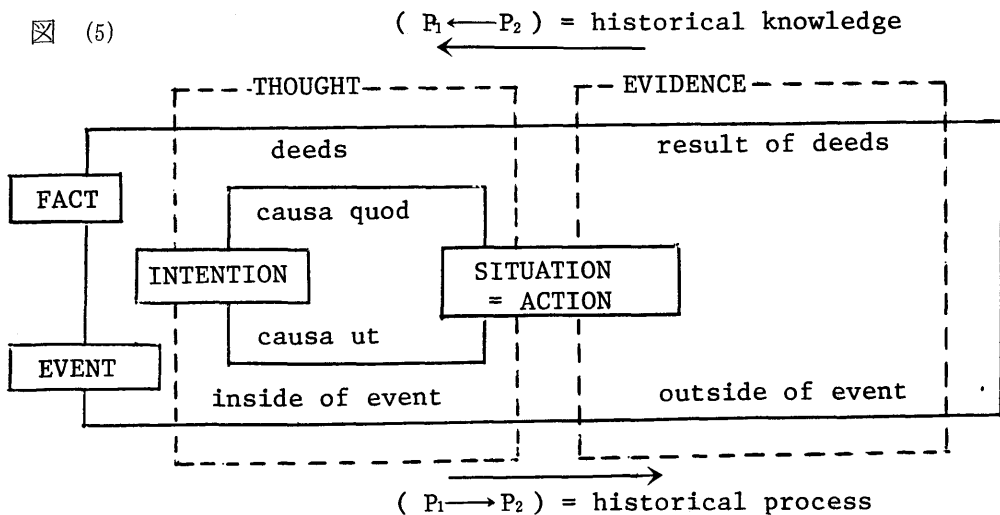 図 (5)
( P₁←P₂ ) = historical knowledge
THOUGHT
EVIDENCE
deeds
result of deeds
FACT
causa quod
INTENTION
SITUATION
= ACTION
causa ut
EVENT
inside of event
outside of event
( P₁→P₂ ) = historical process